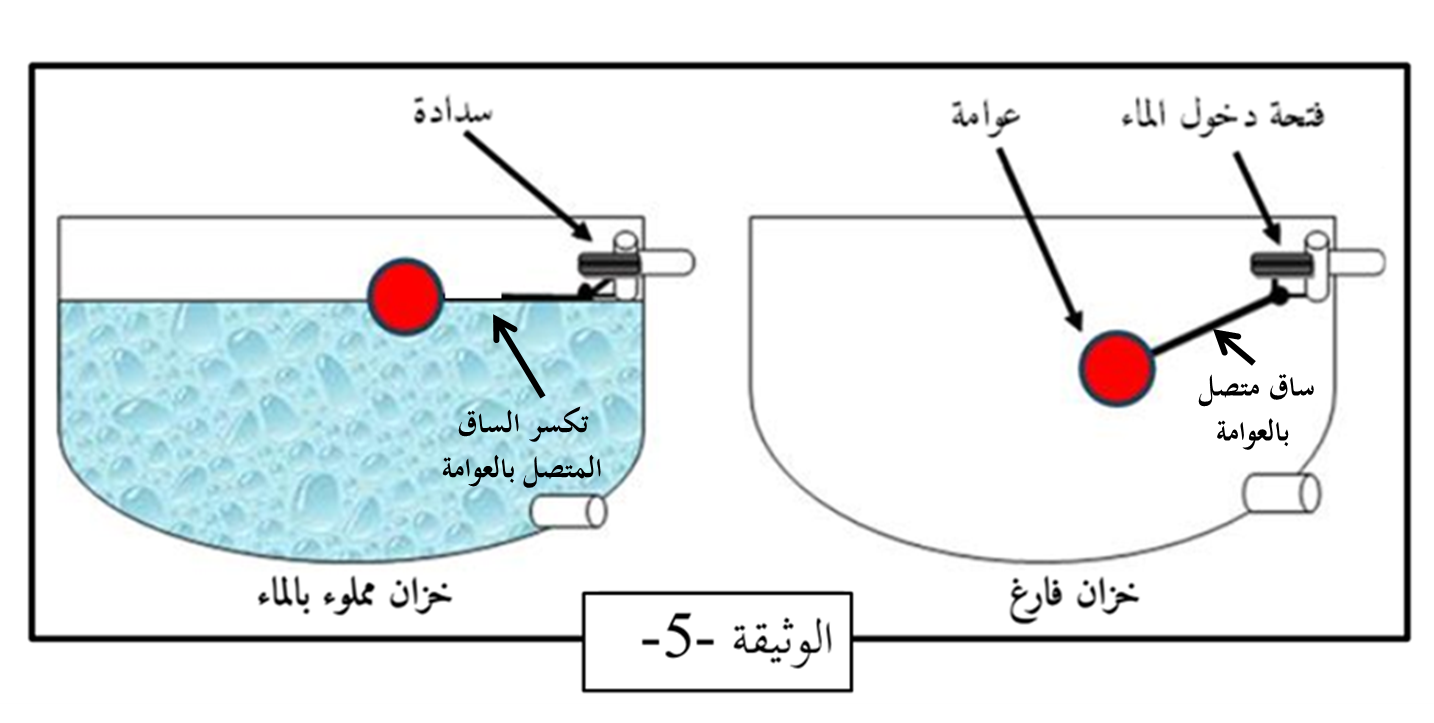 فتحة دخول الماء
عوامة
سدادة
ساق متصل
بالعوامة
تكسر الساق
المتصل بالعوامة
خزان فارغ
خزان مملوء بالماء
الوثيقة -5-